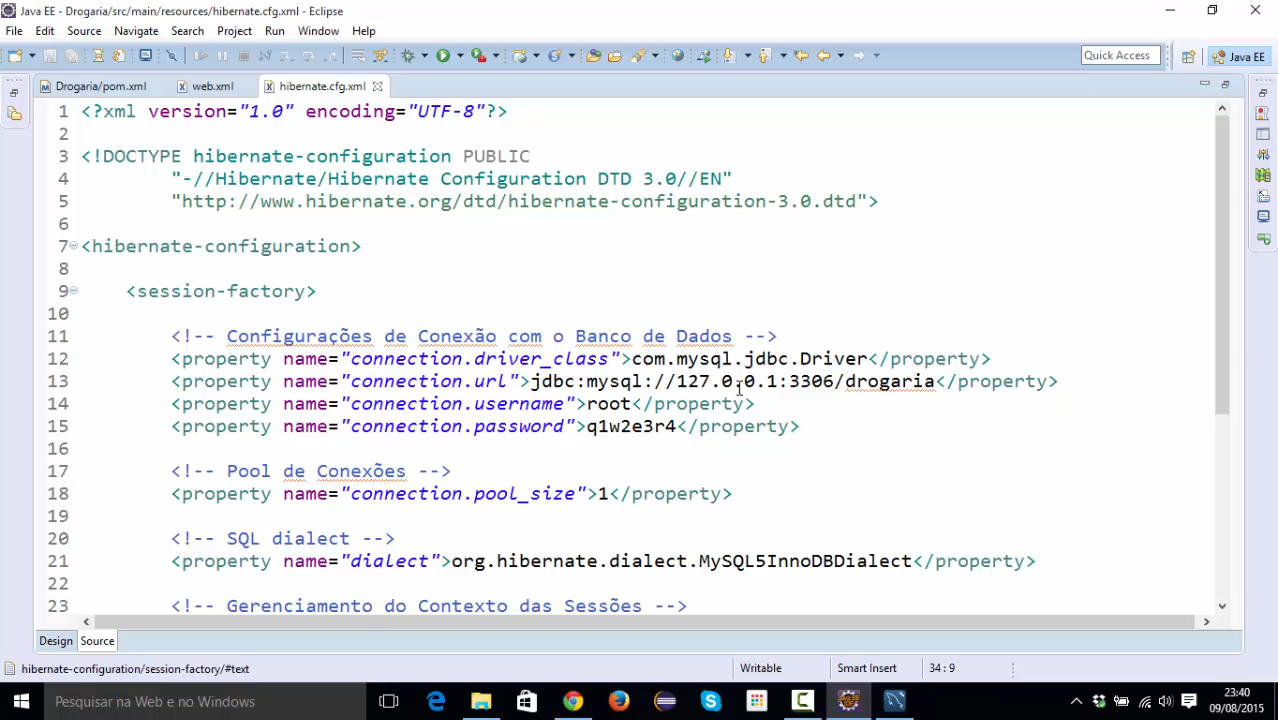 Java EE - Drogaria/src/main/resources/hibernate.cfg.xml - Eclipse
File Edit Source Navigate Search Project Run Window Help
Quick Access
Java EE
Drogaria/pom.xml web.xml hibernate.cfg.xml
1 <?xml version="1.0" encoding="UTF-8"?>
2
3 <!DOCTYPE hibernate-configuration PUBLIC
4 "-//Hibernate/Hibernate Configuration DTD 3.0//EN"
5 "http://www.hibernate.org/dtd/hibernate-configuration-3.0.dtd">
6
7 <hibernate-configuration>
8
9 <session-factory>
10
11 <!-- Configurações de Conexão com o Banco de Dados -->
12 <property name="connection.driver_class">com.mysql.jdbc.Driver</property>
13 <property name="connection.url">jdbc:mysql://127.0.0.1:3306/drogaria</property>
14 <property name="connection.username">root</property>
15 <property name="connection.password">q1w2e3r4</property>
16
17 <!-- Pool de Conexões -->
18 <property name="connection.pool_size">1</property>
19
20 <!-- SQL dialect -->
21 <property name="dialect">org.hibernate.dialect.MySQL5InnoDBDialect</property>
22
23 <!-- Gerenciamento do Contexto das Sessões -->
Design Source
hibernate-configuration/session-factory/#text Writable Smart Insert 34 : 9
Pesquisar na Web e no Windows
23:40
09/08/2015